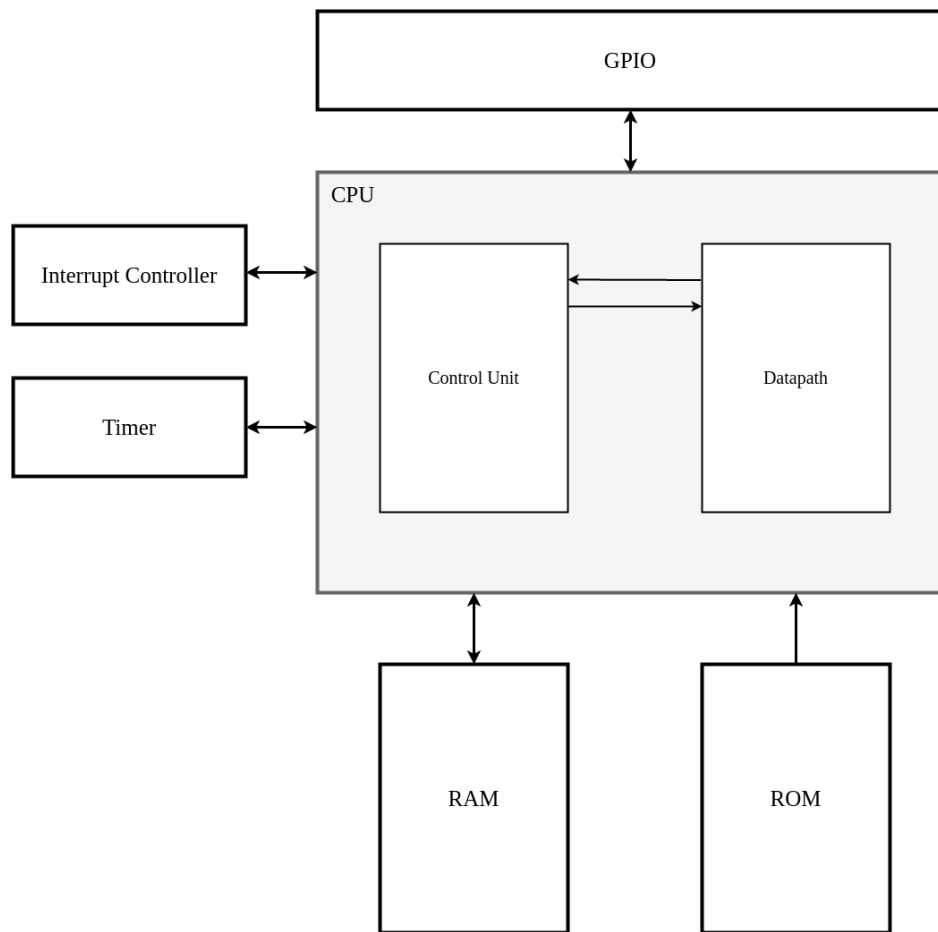 GPIO
CPU
Interrupt Controller
Timer
Control Unit
Datapath
RAM
ROM